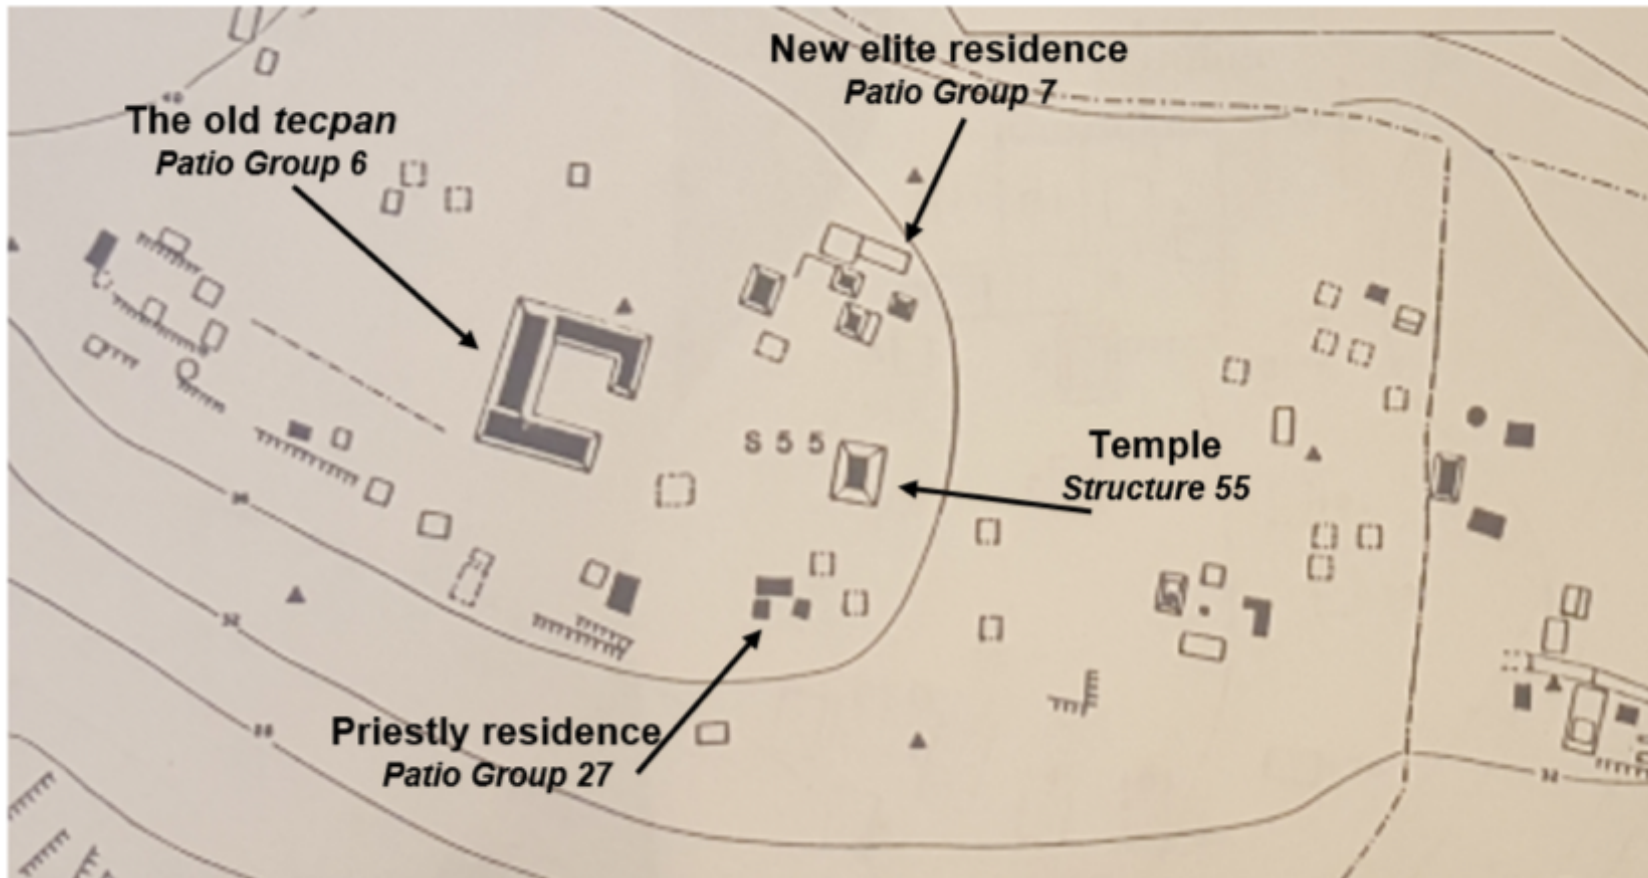 New elite residence
Patio Group 7
The old tecpan
Patio Group 6
S 5 5
Temple
Structure 55
Priestly residence
Patio Group 27